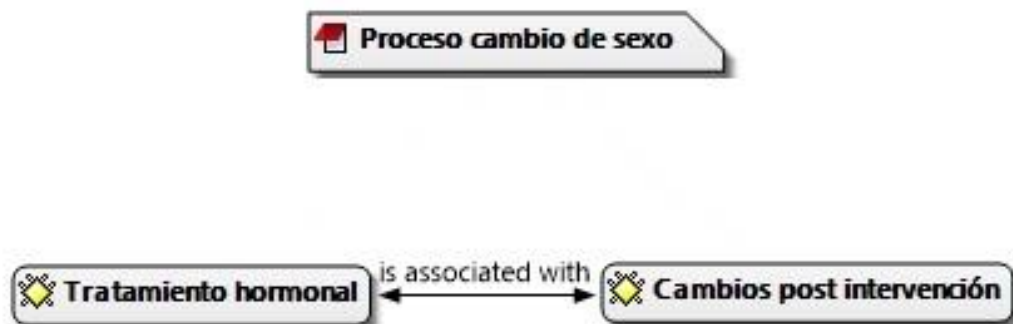 Proceso cambio de sexo
is associated with
Tratamiento hormonal
Cambios post intervención